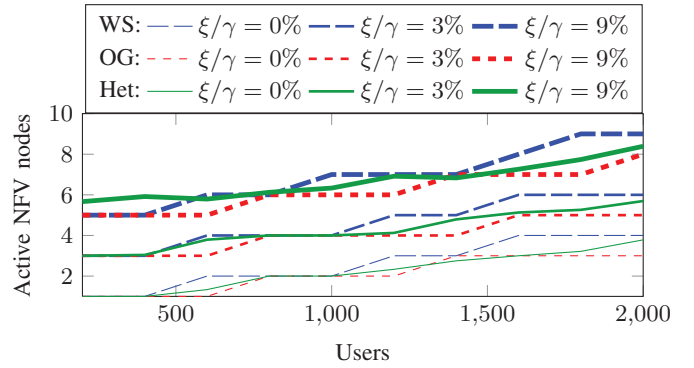 WS: ξ/γ = 0% ξ/γ = 3% ξ/γ = 9%
OG: ξ/γ = 0% ξ/γ = 3% ξ/γ = 9%
Het: ξ/γ = 0% ξ/γ = 3% ξ/γ = 9%
Active NFV nodes
10
8
6
4
2
500 1,000 1,500 2,000
Users